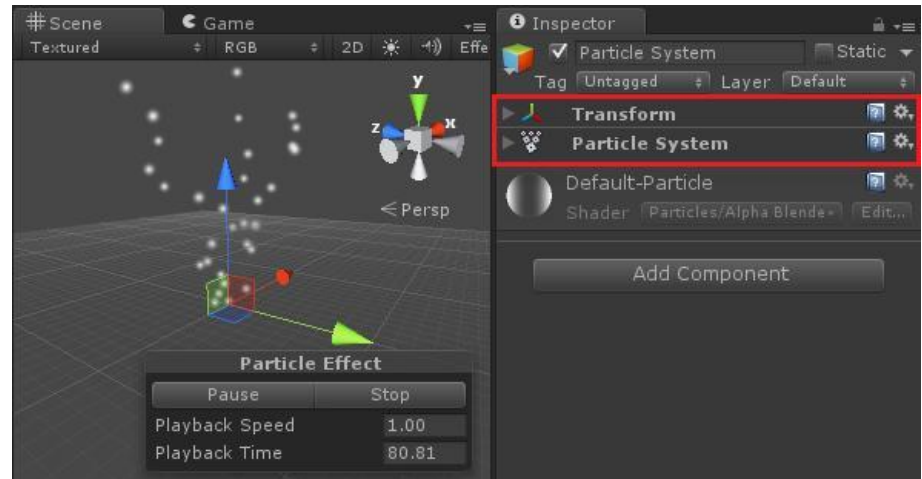 Scene
Game
Textured
RGB
2D
Effe
y
z
x
Persp
Particle Effect
Pause
Stop
Playback Speed
1.00
Playback Time
80.81
Inspector
Particle System
Static
Tag
Untagged
Layer
Default
Transform
Particle System
Default-Particle
Shader
Particles/Alpha Blende
Edit...
Add Component